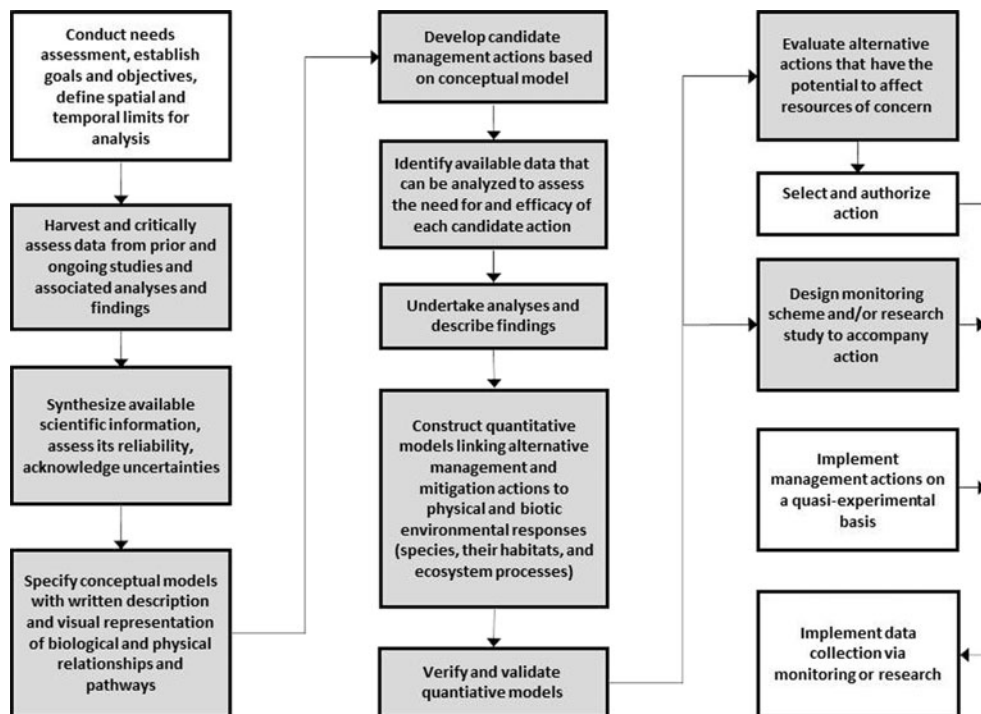 Conduct needs
assessment, establish
goals and objectives,
define spatial and
temporal limits for
analysis
Harvest and critically
assess data from prior and
ongoing studies and
associated analyses and
findings
Synthesize available
scientific information,
assess its reliability,
acknowledge uncertainties
Specify conceptual models
with written description
and visual representation
of biological and physical
relationships and
pathways
Develop candidate
management actions based
on conceptual model
Identify available data that
can be analyzed to assess
the need for and efficacy of
each candidate action
Undertake analyses and
describe findings
Construct quantitative
models linking alternative
management and
mitigation actions to
physical and biotic
environmental responses
(species, their habitats, and
ecosystem processes)
Verify and validate
quantiative models
Evaluate alternative
actions that have the
potential to affect
resources of concern
Select and authorize
action
Design monitoring
scheme and/or research
study to accompany
action
Implement
management actions on
a quasi-experimental
basis
Implement data
collection via
monitoring or research